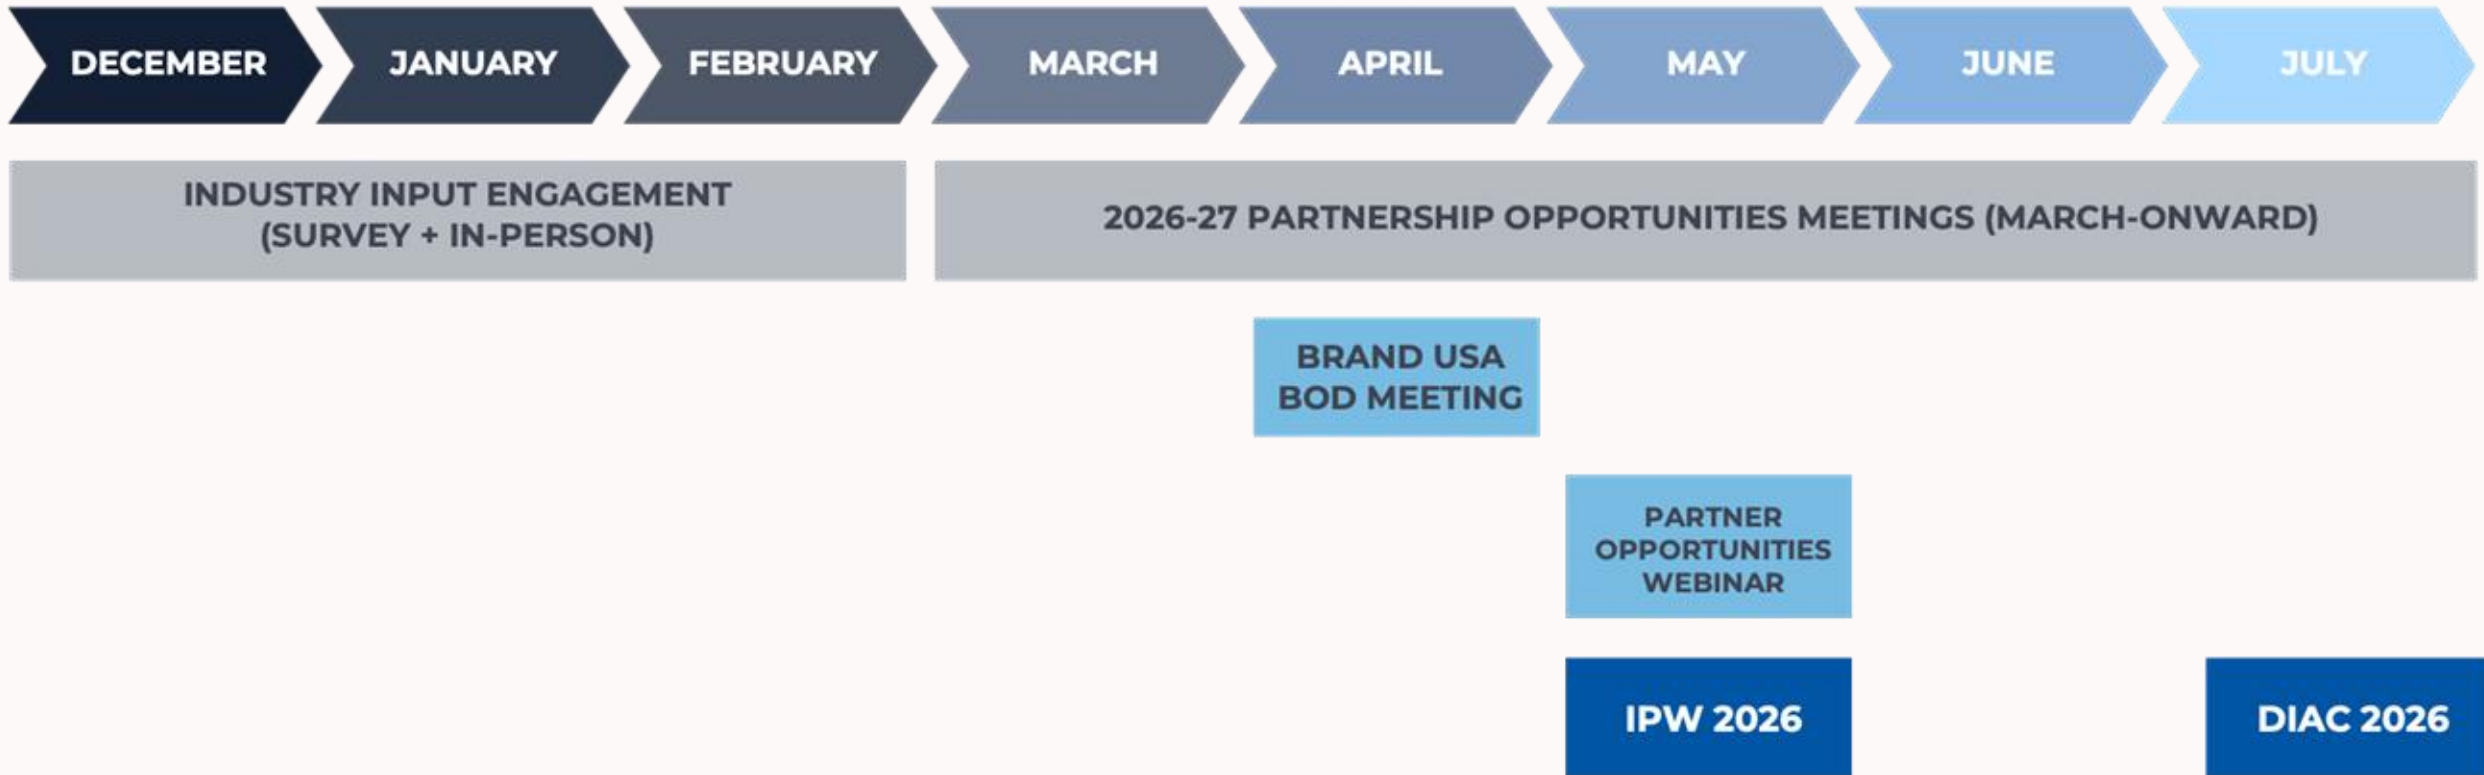 DECEMBER
JANUARY
FEBRUARY
MARCH
APRIL
MAY
JUNE
JULY
INDUSTRY INPUT ENGAGEMENT
(SURVEY + IN-PERSON)
2026-27 PARTNERSHIP OPPORTUNITIES MEETINGS (MARCH-ONWARD)
BRAND USA
BOD MEETING
PARTNER
OPPORTUNITIES
WEBINAR
IPW 2026
DIAC 2026